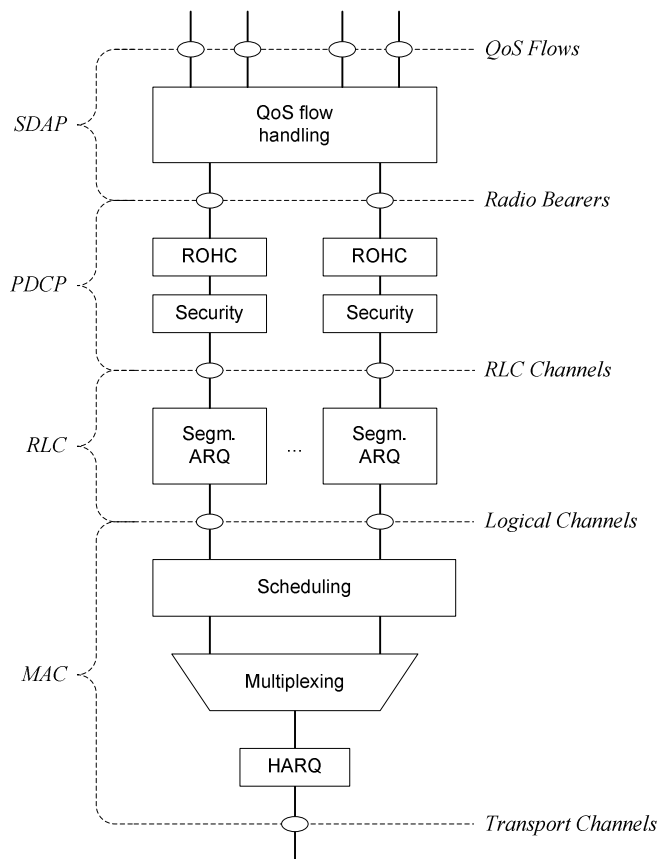 QoS Flows
QoS flow
handling
SDAP
Radio Bearers
ROHC
ROHC
PDCP
Security
Security
RLC Channels
Segm.
ARQ
...
Segm.
ARQ
RLC
Logical Channels
Scheduling
MAC
Multiplexing
HARQ
Transport Channels